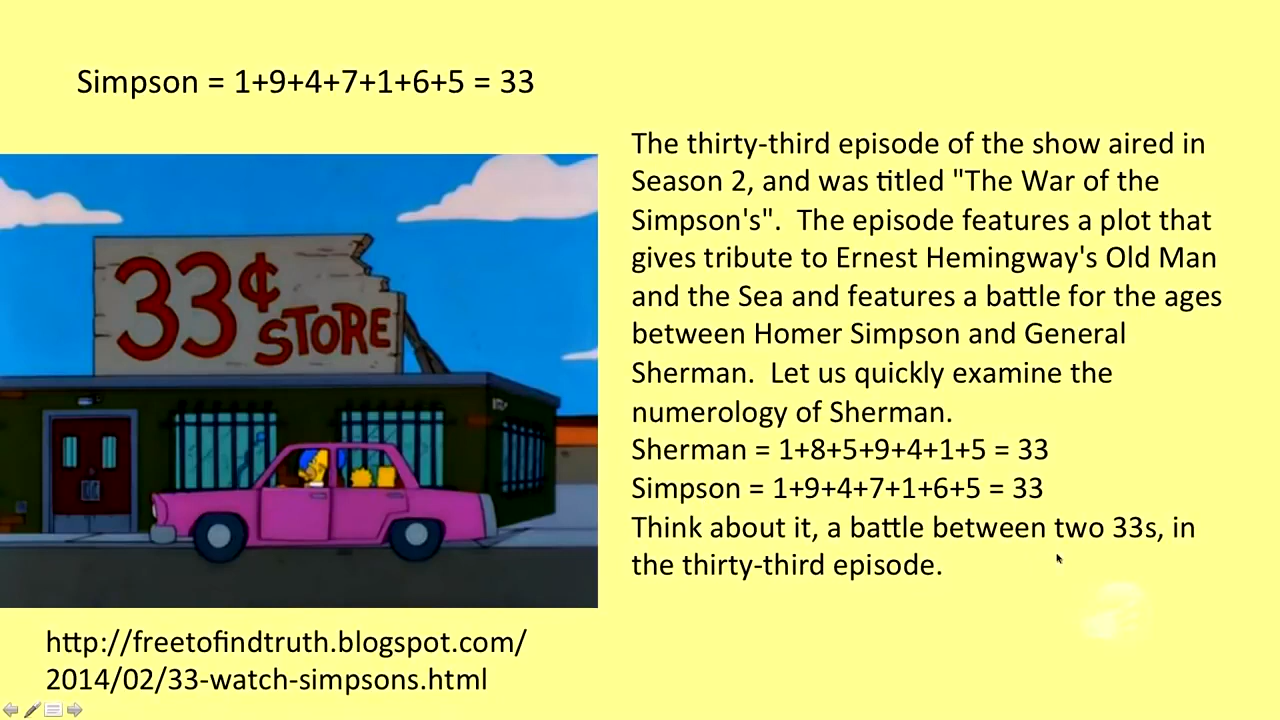 Simpson = 1+9+4+7+1+6+5 = 33
33¢
STORE
The thirty-third episode of the show aired in
Season 2, and was titled "The War of the
Simpson's".  The episode features a plot that
gives tribute to Ernest Hemingway's Old Man
and the Sea and features a battle for the ages
between Homer Simpson and General
Sherman.  Let us quickly examine the
numerology of Sherman.
Sherman = 1+8+5+9+4+1+5 = 33
Simpson = 1+9+4+7+1+6+5 = 33
Think about it, a battle between two 33s, in
the thirty-third episode.
http://freetofindtruth.blogspot.com/
2014/02/33-watch-simpsons.html